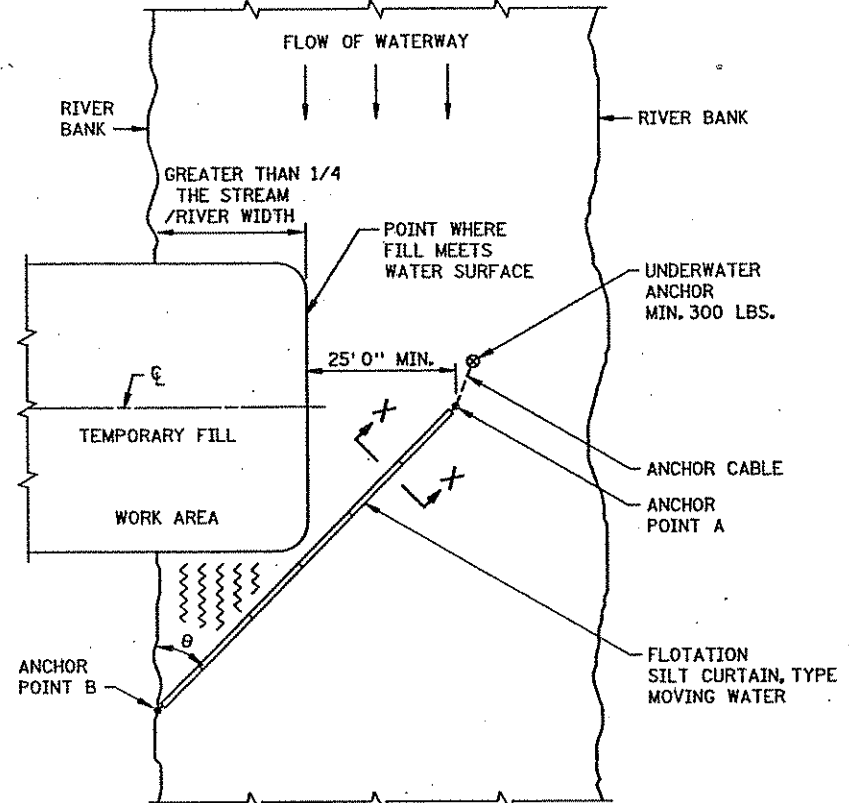 FLOW OF WATERWAY
RIVER
BANK
RIVER BANK
GREATER THAN 1/4
THE STREAM
/RIVER WIDTH
POINT WHERE
FILL MEETS
WATER SURFACE
UNDERWATER
ANCHOR
MIN. 300 LBS.
25'0" MIN.
℄
X
TEMPORARY FILL
X
ANCHOR CABLE
ANCHOR
POINT A
WORK AREA
θ
FLOTATION
SILT CURTAIN, TYPE
MOVING WATER
ANCHOR
POINT B